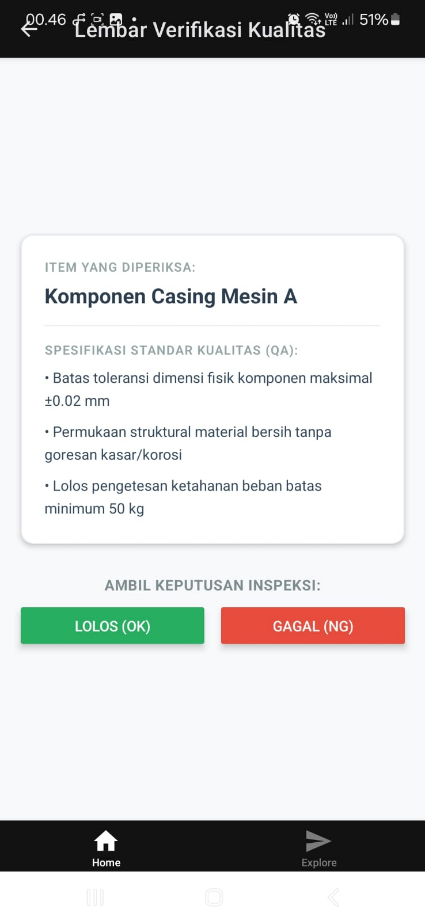 00.46
51%
Lembar Verifikasi Kualitas
ITEM YANG DIPERIKSA:
Komponen Casing Mesin A
SPESIFIKASI STANDAR KUALITAS (QA):
• Batas toleransi dimensi fisik komponen maksimal
±0.02 mm
• Permukaan struktural material bersih tanpa
goresan kasar/korosi
• Lolos pengetesan ketahanan beban batas
minimum 50 kg
AMBIL KEPUTUSAN INSPEKSI:
LOLOS (OK)
GAGAL (NG)
Home
Explore